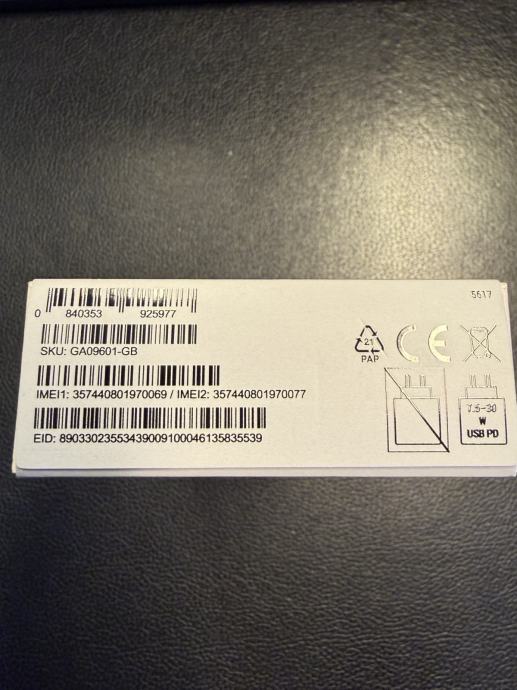 5617
0 840353 925977
SKU: GA09601-GB
IMEI1: 357440801970069 / IMEI2: 357440801970077
EID: 89033023553439009100046135835539
21
PAP
CE
7.5-30
W
USB PD